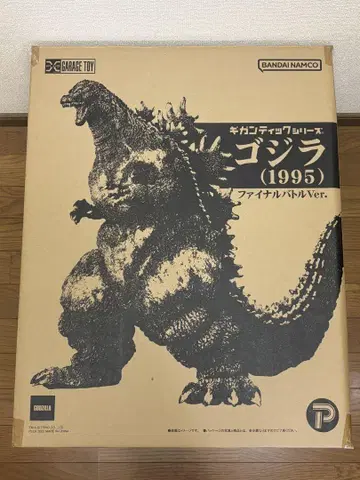 GARAGE TOY
BANDAI NAMCO
ギガンティックシリーズ
ゴジラ
(1995)
ファイナルバトルVer.
GODZILLA